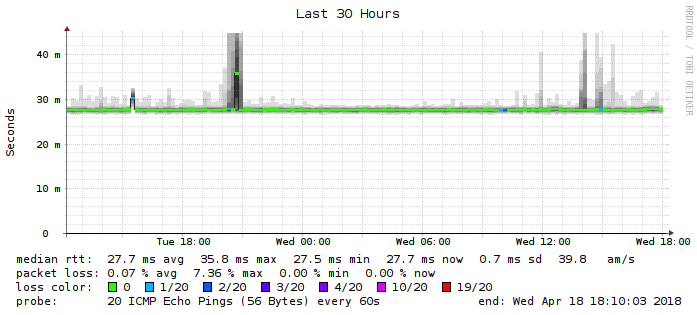 Last 30 Hours
RRDTOOL / TOBI OETIKER
Seconds
40 m
30 m
20 m
10 m
0
Tue 18:00 Wed 00:00 Wed 06:00 Wed 12:00 Wed 18:00
median rtt: 27.7 ms avg 35.8 ms max 27.5 ms min 27.7 ms now 0.7 ms sd 39.8 am/s
packet loss: 0.07 % avg 7.36 % max 0.00 % min 0.00 % now
loss color: 0 1/20 2/20 3/20 4/20 10/20 19/20
probe: 20 ICMP Echo Pings (56 Bytes) every 60s end: Wed Apr 18 18:10:03 2018